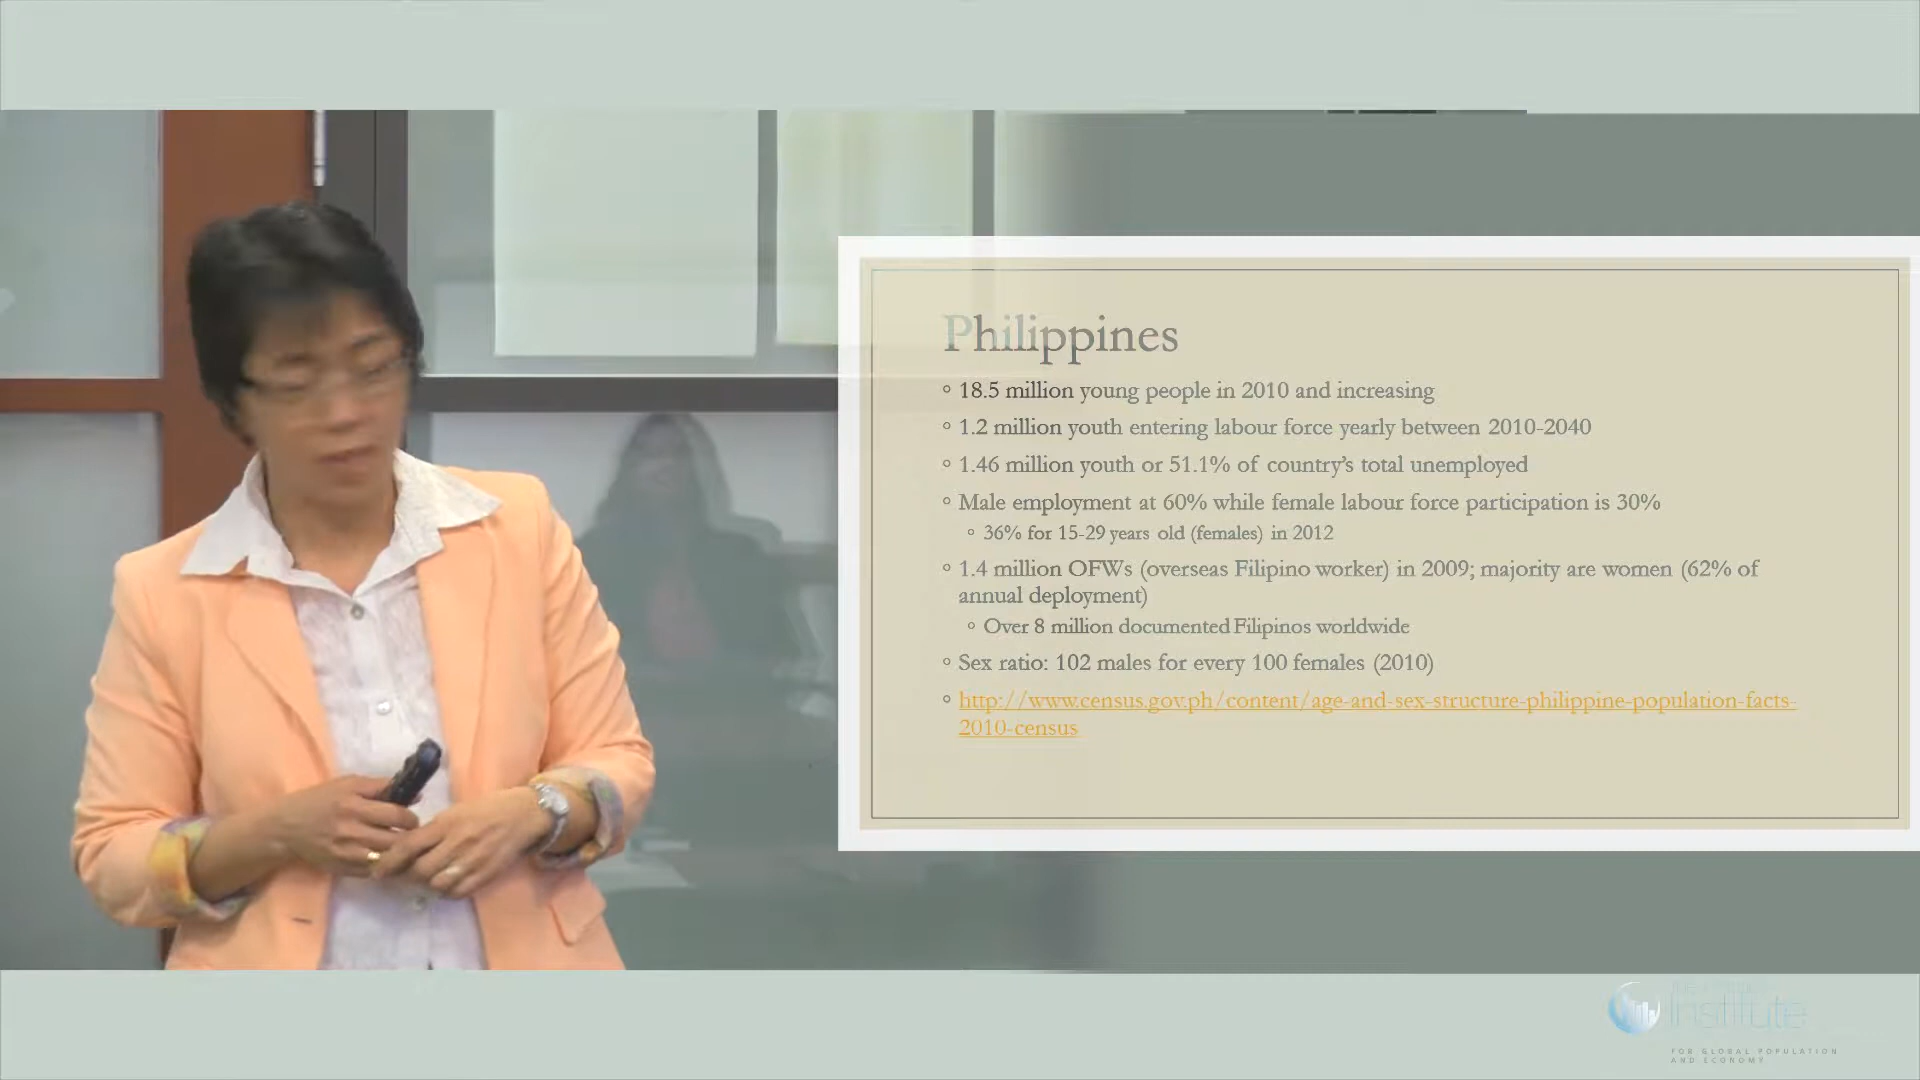 Philippines
18.5 million young people in 2010 and increasing
1.2 million youth entering labour force yearly between 2010-2040
1.46 million youth or 51.1% of country's total unemployed
Male employment at 60% while female labour force participation is 30%
36% for 15-29 years old (females) in 2012
1.4 million OFWs (overseas Filipino worker) in 2009; majority are women (62% of
annual deployment)
Over 8 million documented Filipinos worldwide
Sex ratio: 102 males for every 100 females (2010)
http://www.census.gov.ph/content/age-and-sex-structure-philippine-population-facts-
2010-census
Institute
FOR GLOBAL POPULATION
AND ECONOMY